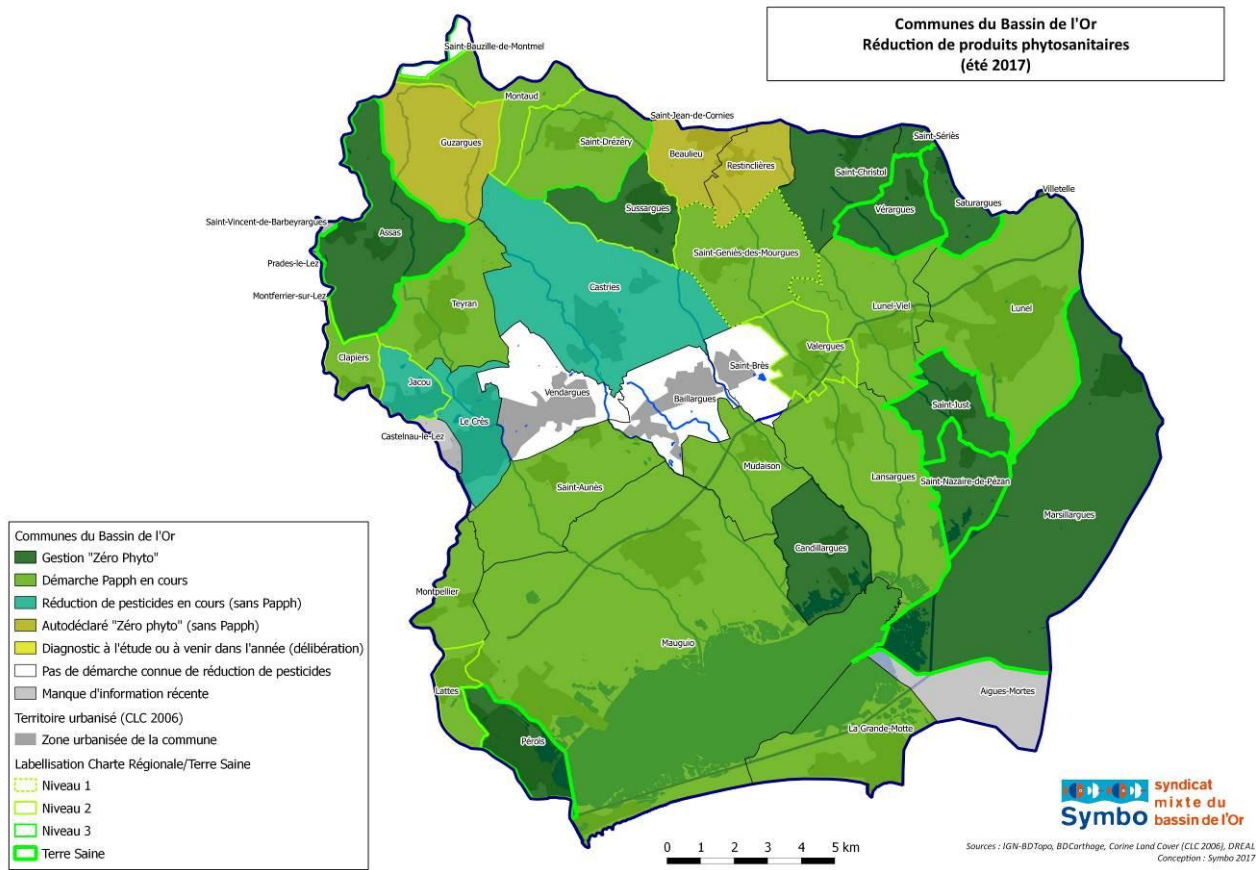 Communes du Bassin de l'Or
Réduction de produits phytosanitaires
(été 2017)
Saint-Bauzille-de-Montmel
Montaud
Saint-Jean-de-Cornies
Saint-Drézéry
Guzargues
Beaulieu
Restinclières
Saint-Sériès
Saint-Christol
Villetelle
Sussargues
Vérargues
Saturargues
Saint-Vincent-de-Barbeyrargues
Assas
Saint-Geniès-des-Mourgues
Prades-le-Lez
Castries
Montferrier-sur-Lez
Teyran
Lunel-Viel
Lunel
Clapiers
Valergues
Saint-Brès
Jacou
Vendargues
Baillargues
Saint-Just
Le Crès
Castelnau-le-Lez
Mudaison
Lansargues
Saint-Nazaire-de-Pézan
Saint-Aunès
Marsillargues
Candillargues
Montpellier
Mauguio
Lattes
Aigues-Mortes
La Grande-Motte
Pérols
Communes du Bassin de l'Or
Gestion "Zéro Phyto"
Démarche Papph en cours
Réduction de pesticides en cours (sans Papph)
Autodéclaré "Zéro phyto" (sans Papph)
Diagnostic à l'étude ou à venir dans l'année (délibération)
Pas de démarche connue de réduction de pesticides
Manque d'information récente
Territoire urbanisé (CLC 2006)
Zone urbanisée de la commune
Labellisation Charte Régionale/Terre Saine
Niveau 1
Niveau 2
Niveau 3
Terre Saine
0 1 2 3 4 5 km
Symbo
syndicat
mixte du
bassin de l'Or
Sources : IGN-BDTopo, BDCarthage, Corine Land Cover (CLC 2006), DREAL
Conception : Symbo 2017